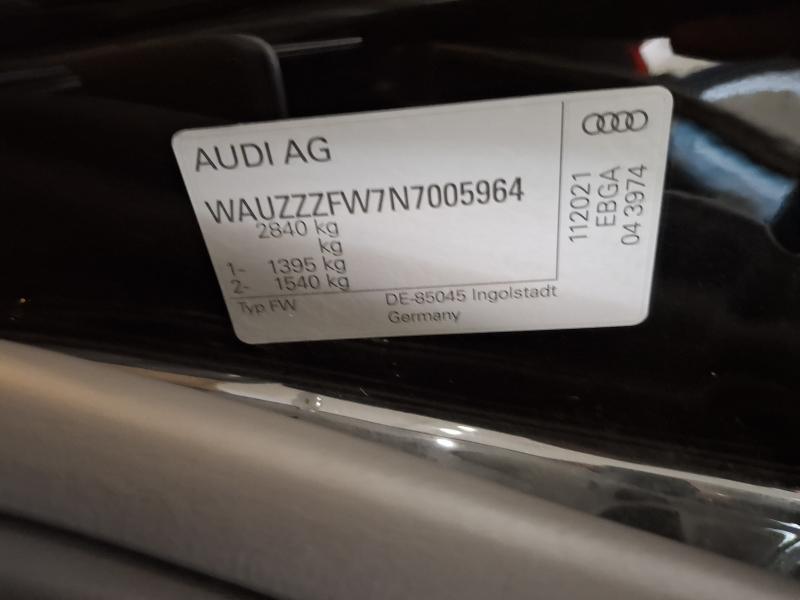 AUDI AG
WAUZZZFW7N7005964
2840 kg
kg
1- 1395 kg
2- 1540 kg
Typ FW
DE-85045 Ingolstadt
Germany
112021
EBGA
04 3974